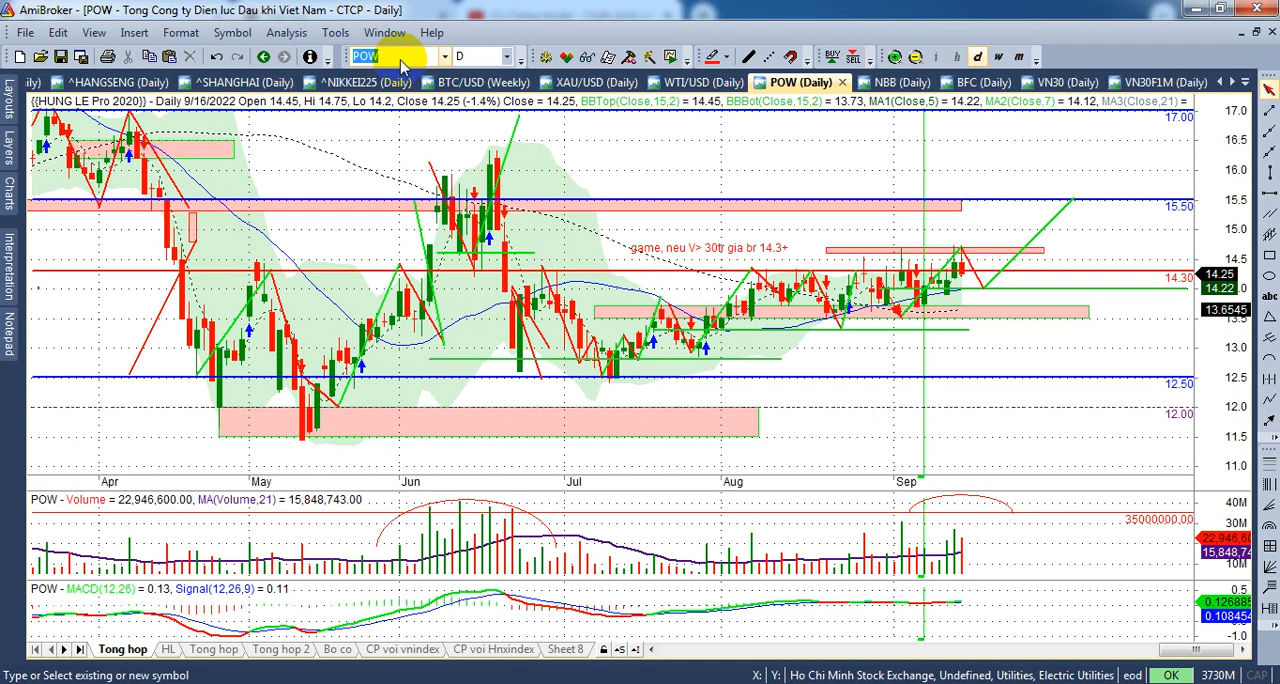 AmiBroker - [POW - Tong Cong ty Dien luc Dau khi Viet Nam - CTCP - Daily]
File Edit View Insert Format Symbol Analysis Tools Window Help
POW D BUY SELL i h d w m
ily) ^HANGSENG (Daily) ^SHANGHAI (Daily) ^NIKKEI225 (Daily) BTC/USD (Weekly) XAU/USD (Daily) WTI/USD (Daily) POW (Daily) NBB (Daily) BFC (Daily) VN30 (Daily) VN30F1M (Daily)
{{HUNG LE Pro 2020}} - Daily 9/16/2022 Open 14.45, Hi 14.75, Lo 14.2, Close 14.25 (-1.4%) Close = 14.25, BBTop(Close,15,2) = 14.45, BBBot(Close,15,2) = 13.73, MA1(Close,5) = 14.22, MA2(Close,7) = 14.12, MA3(Close,21) =
Layouts
Layers
Charts
Interpretation
Notepad
abc
17.0
17.00
16.5
16.0
15.5
15.50
15.0
game, neu V> 30tr gia br 14.3+
14.5
14.30
14.25
14.22
13.6545
13.0
12.5
12.50
12.0
12.00
11.5
11.0
Apr May Jun Jul Aug Sep
POW - Volume = 22,946,600.00, MA(Volume,21) = 15,848,743.00
40M
35000000.00
30M
22,946,60
15,848,74
10M
POW - MACD(12,26) = 0.13, Signal(12,26,9) = 0.11
0.5
0.126885
0.108454
-1.0
Tong hop HL Tong hop Tong hop 2 Bo co CP voi vnindex CP voi Hnxindex Sheet 8
Type or Select existing or new symbol X: Y: Ho Chi Minh Stock Exchange, Undefined, Utilities, Electric Utilities eod OK 3730M CAP